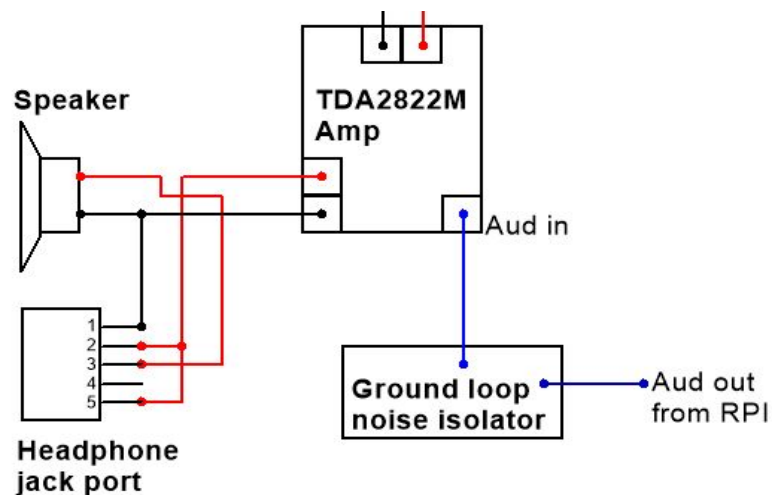 Speaker
TDA2822M
Amp
Aud in
1
2
3
4
5
Headphone
jack port
Ground loop
noise isolator
Aud out
from RPI